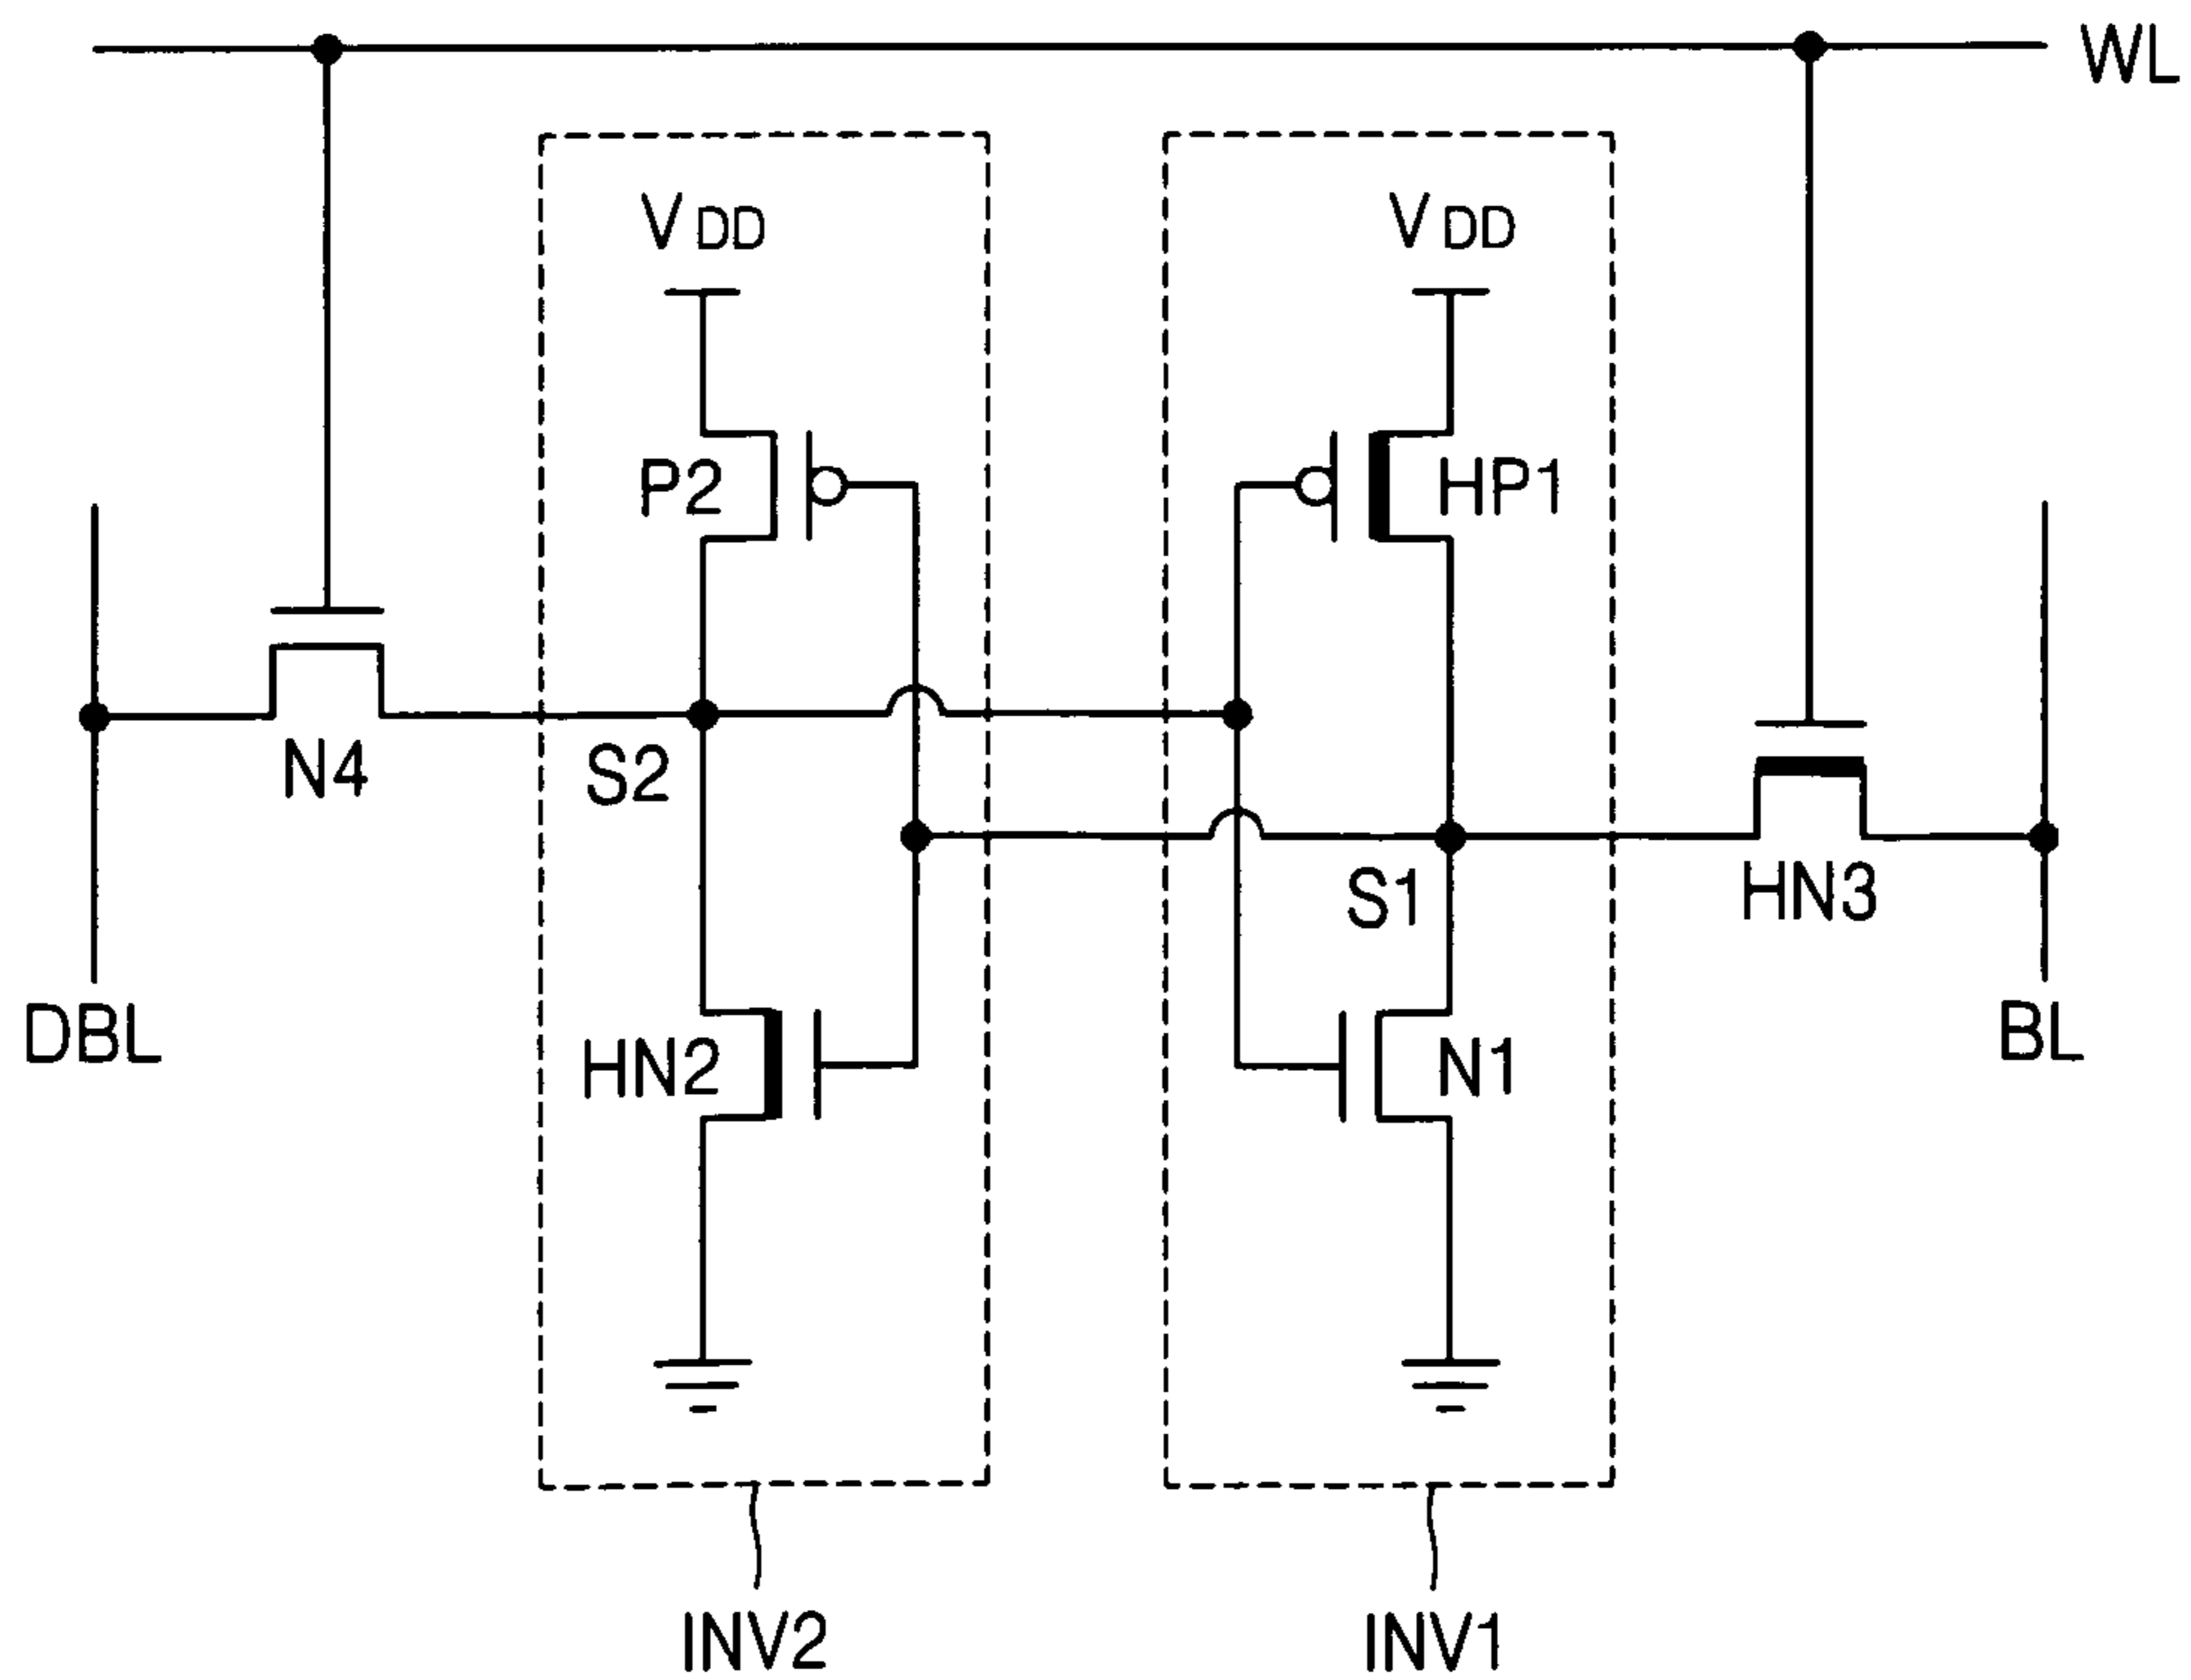 WL
VDD
VDD
P2
HP1
N4
S2
S1
HN3
DBL
HN2
N1
BL
INV2
INV1